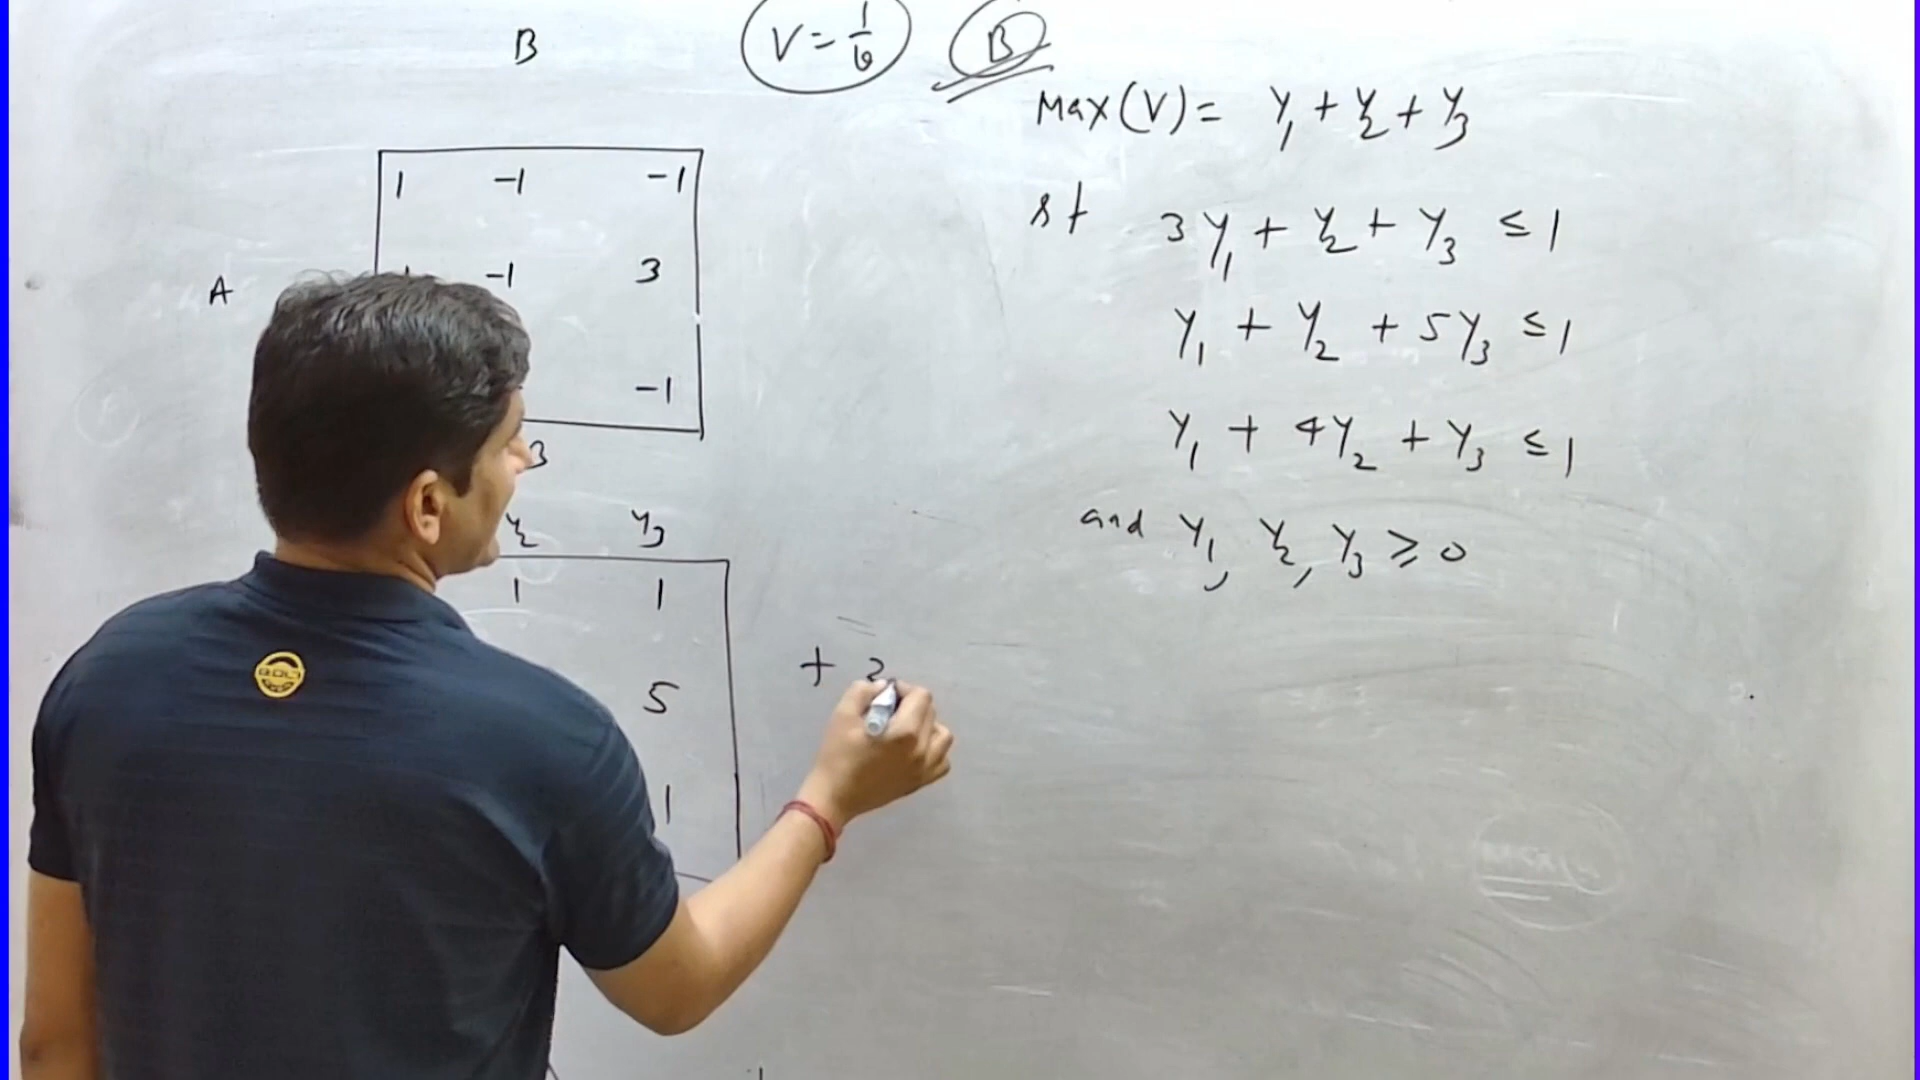 B
V = 1/6
B
1 -1 -1
A
-1 3
-1
3
y2 y3
1 1
5
1
+ 2
Max(V) = y1 + y2 + y3
st 3y1 + y2 + y3 ≤ 1
y1 + y2 + 5y3 ≤ 1
y1 + 4y2 + y3 ≤ 1
and y1, y2, y3 ≥ 0